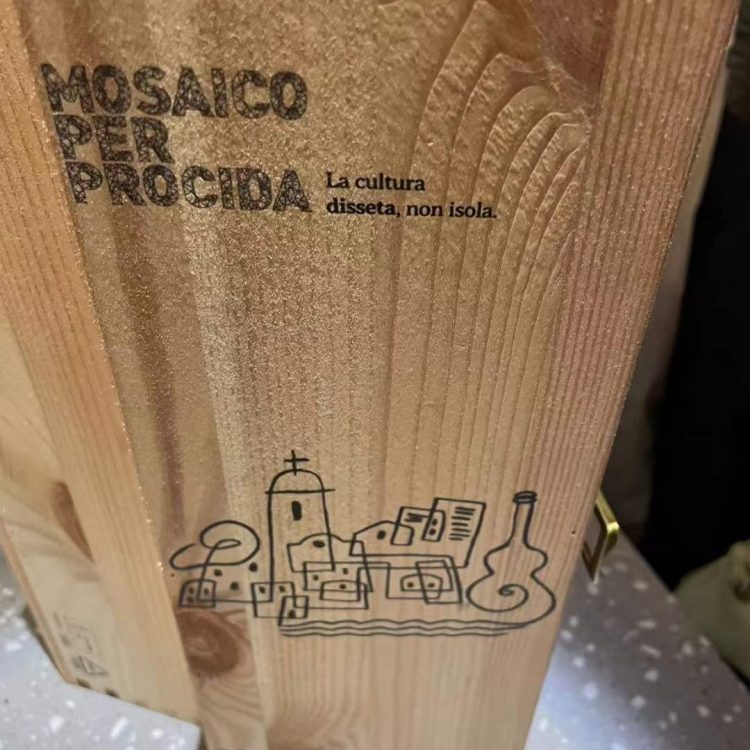 MOSAICO
PER
PROCIDA
La cultura
disseta, non isola.